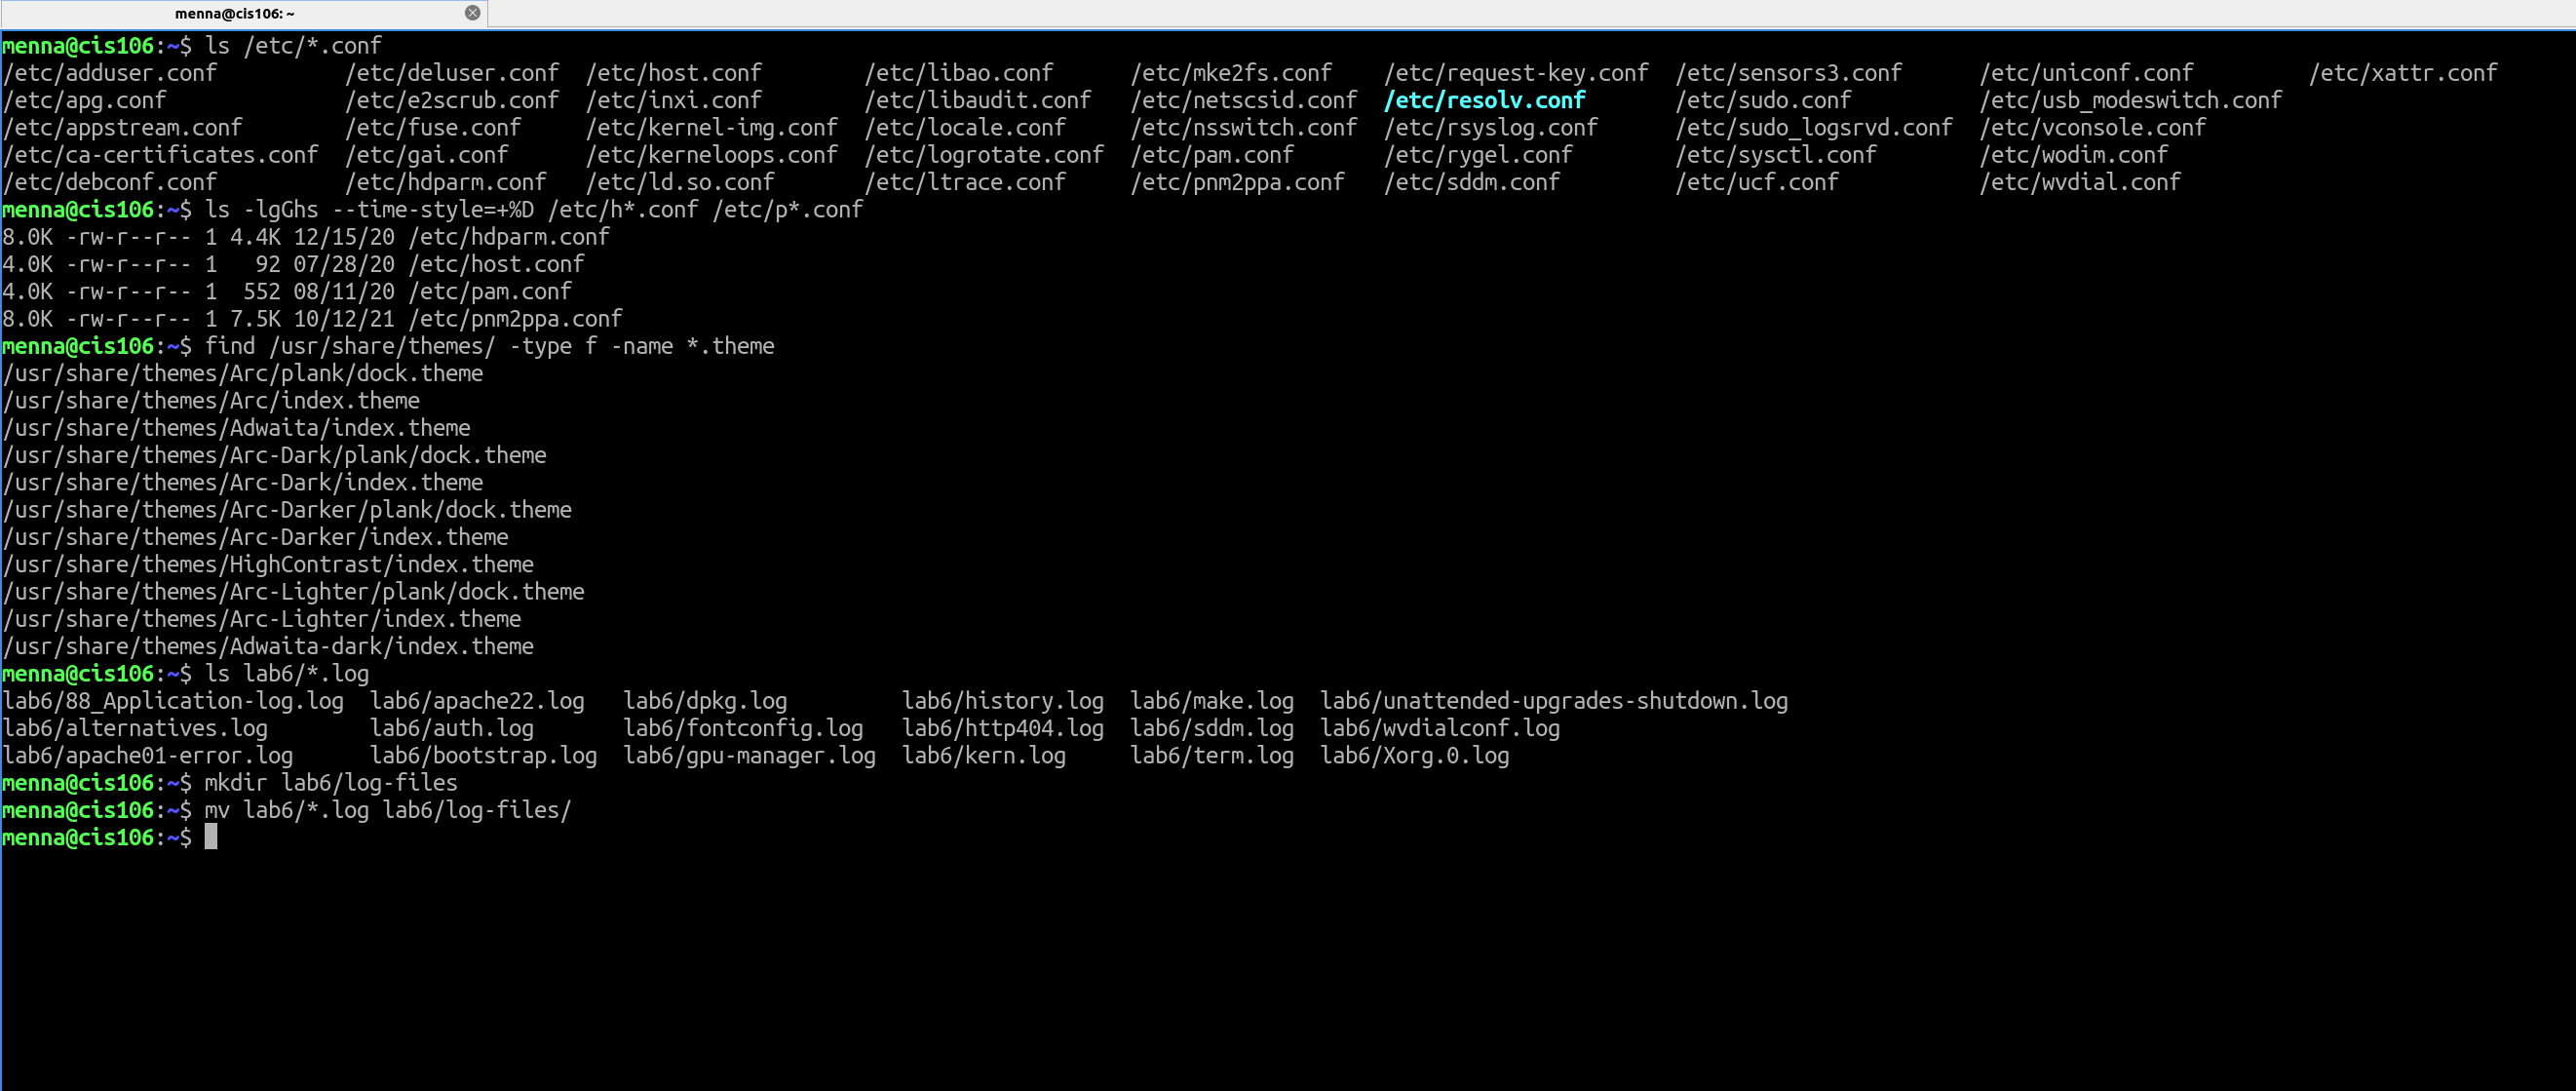 menna@cis106: ~
menna@cis106:~$ ls /etc/*.conf
/etc/adduser.conf          /etc/deluser.conf  /etc/host.conf        /etc/libao.conf      /etc/mke2fs.conf    /etc/request-key.conf  /etc/sensors3.conf      /etc/uniconf.conf         /etc/xattr.conf
/etc/apg.conf              /etc/e2scrub.conf  /etc/inxi.conf        /etc/libaudit.conf   /etc/netscsid.conf  /etc/resolv.conf       /etc/sudo.conf          /etc/usb_modeswitch.conf
/etc/appstream.conf        /etc/fuse.conf     /etc/kernel-img.conf  /etc/locale.conf     /etc/nsswitch.conf  /etc/rsyslog.conf      /etc/sudo_logsrvd.conf  /etc/vconsole.conf
/etc/ca-certificates.conf  /etc/gai.conf      /etc/kerneloops.conf  /etc/logrotate.conf  /etc/pam.conf       /etc/rygel.conf        /etc/sysctl.conf        /etc/wodim.conf
/etc/debconf.conf          /etc/hdparm.conf   /etc/ld.so.conf       /etc/ltrace.conf     /etc/pnm2ppa.conf   /etc/sddm.conf         /etc/ucf.conf           /etc/wvdial.conf
menna@cis106:~$ ls -lgGhs --time-style=+%D /etc/h*.conf /etc/p*.conf
8.0K -rw-r--r-- 1 4.4K 12/15/20 /etc/hdparm.conf
4.0K -rw-r--r-- 1   92 07/28/20 /etc/host.conf
4.0K -rw-r--r-- 1  552 08/11/20 /etc/pam.conf
8.0K -rw-r--r-- 1 7.5K 10/12/21 /etc/pnm2ppa.conf
menna@cis106:~$ find /usr/share/themes/ -type f -name *.theme
/usr/share/themes/Arc/plank/dock.theme
/usr/share/themes/Arc/index.theme
/usr/share/themes/Adwaita/index.theme
/usr/share/themes/Arc-Dark/plank/dock.theme
/usr/share/themes/Arc-Dark/index.theme
/usr/share/themes/Arc-Darker/plank/dock.theme
/usr/share/themes/Arc-Darker/index.theme
/usr/share/themes/HighContrast/index.theme
/usr/share/themes/Arc-Lighter/plank/dock.theme
/usr/share/themes/Arc-Lighter/index.theme
/usr/share/themes/Adwaita-dark/index.theme
menna@cis106:~$ ls lab6/*.log
lab6/88_Application-log.log  lab6/apache22.log   lab6/dpkg.log         lab6/history.log  lab6/make.log  lab6/unattended-upgrades-shutdown.log
lab6/alternatives.log        lab6/auth.log       lab6/fontconfig.log   lab6/http404.log  lab6/sddm.log  lab6/wvdialconf.log
lab6/apache01-error.log      lab6/bootstrap.log  lab6/gpu-manager.log  lab6/kern.log     lab6/term.log  lab6/Xorg.0.log
menna@cis106:~$ mkdir lab6/log-files
menna@cis106:~$ mv lab6/*.log lab6/log-files/
menna@cis106:~$